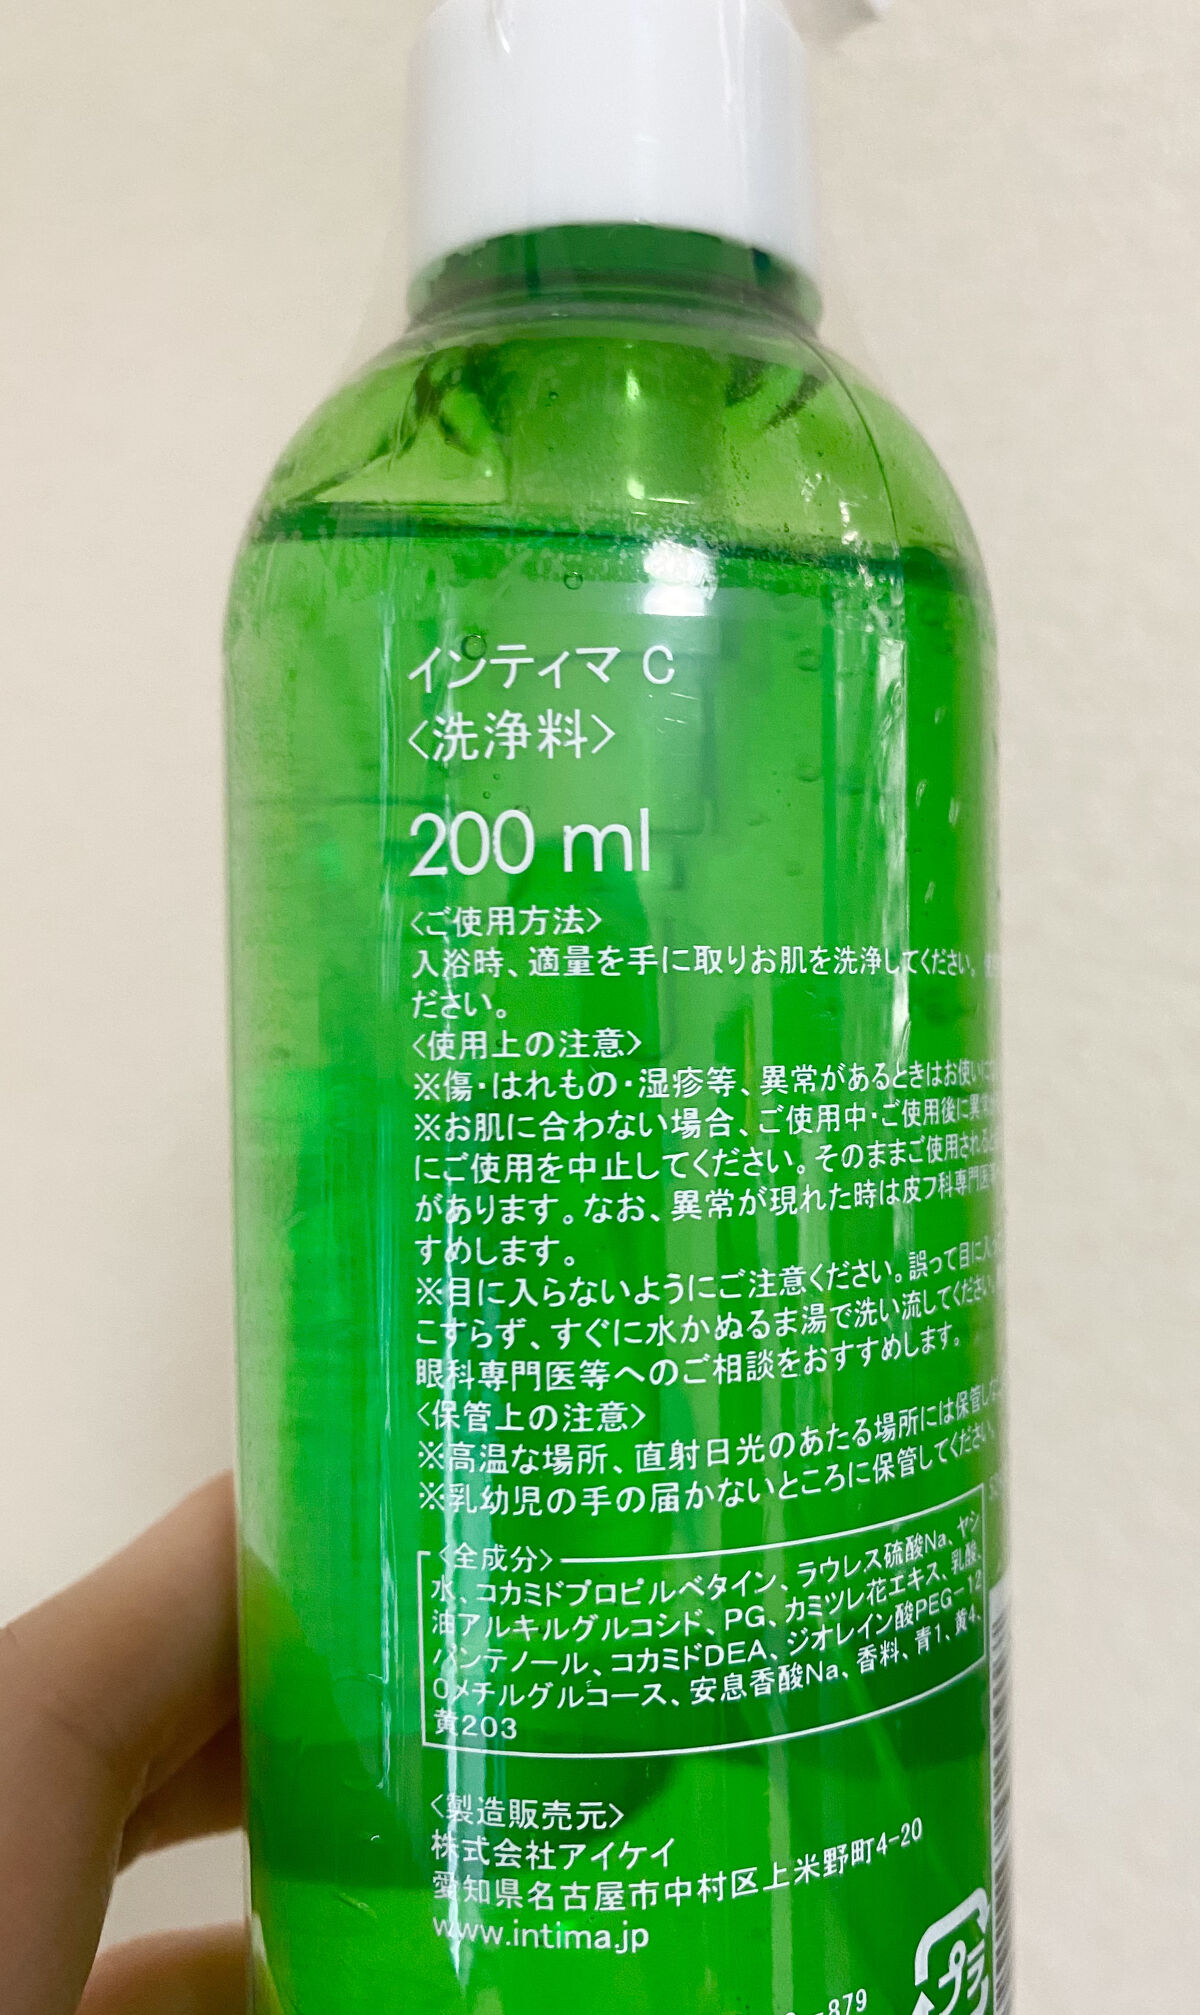 インティマ C
〈洗浄料〉
200 ml
〈ご使用方法〉
入浴時、適量を手に取りお肌を洗浄してください。
ださい。
〈使用上の注意〉
※傷・はれもの・湿疹等、異常があるときはお使いに
※お肌に合わない場合、ご使用中・ご使用後に異常
にご使用を中止してください。そのままご使用されると
があります。なお、異常が現れた時は皮フ科専門医等
すめします。
※目に入らないようにご注意ください。誤って目に入っ
こすらず、すぐに水かぬるま湯で洗い流してください。
眼科専門医等へのご相談をおすすめします。
〈保管上の注意〉
※高温な場所、直射日光のあたる場所には保管し
※乳幼児の手の届かないところに保管してください。
〈全成分〉
水、コカミドプロピルベタイン、ラウレス硫酸Na、ヤシ
油アルキルグルコシド、PG、カミツレ花エキス、乳酸、
パンテノール、コカミドDEA、ジオレイン酸PEG-12
0メチルグルコース、安息香酸Na、香料、青1、黄4、
黄203
〈製造販売元〉
株式会社アイケイ
愛知県名古屋市中村区上米野町4-20
www.intima.jp
-879
プラ